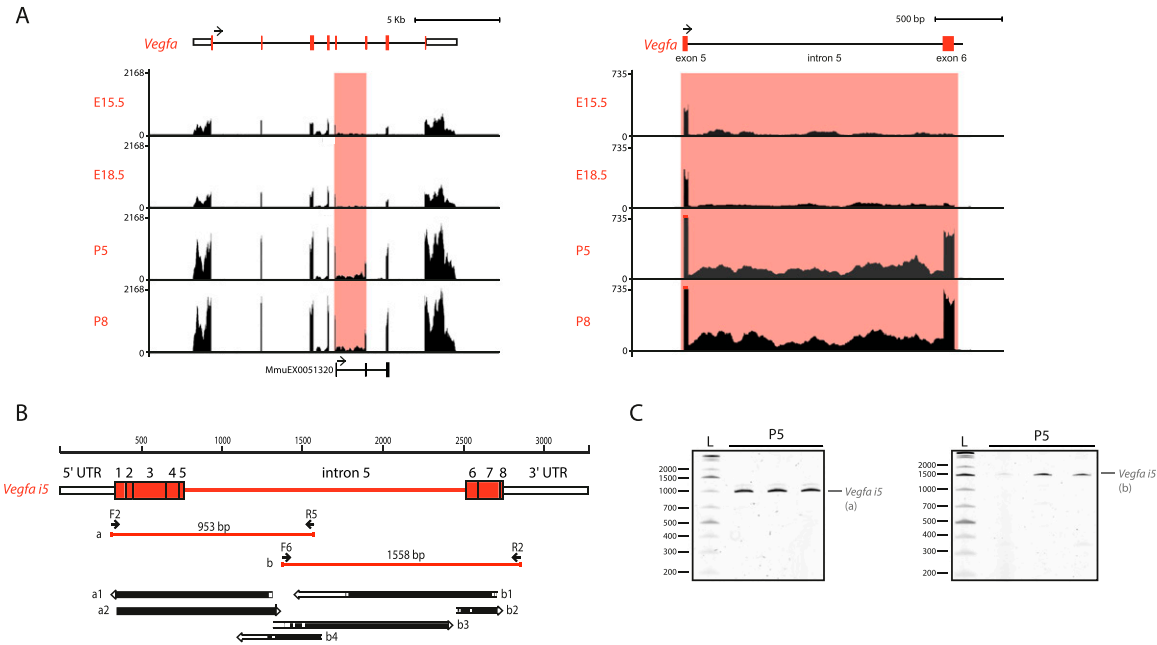 A
5 Kb
Vegfa
2168
E15.5
0
2168
E18.5
0
2168
P5
0
2168
P8
0
MmuEX0051320
500 bp
Vegfa
exon 5 intron 5 exon 6
735
E15.5
0
735
E18.5
0
735
P5
0
735
P8
0
B
500 1000 1500 2000 2500 3000
5' UTR 1 2 3 4 5 intron 5 6 7 8 3' UTR
Vegfa i5
F2 R5
a 953 bp
F6 R2
b 1558 bp
a1 b1
a2 b2
b3
b4
C
L P5
2000
1500
1000
700
500
400
300
200
Vegfa i5
(a)
L P5
2000
1500
1000
700
500
400
300
200
Vegfa i5
(b)